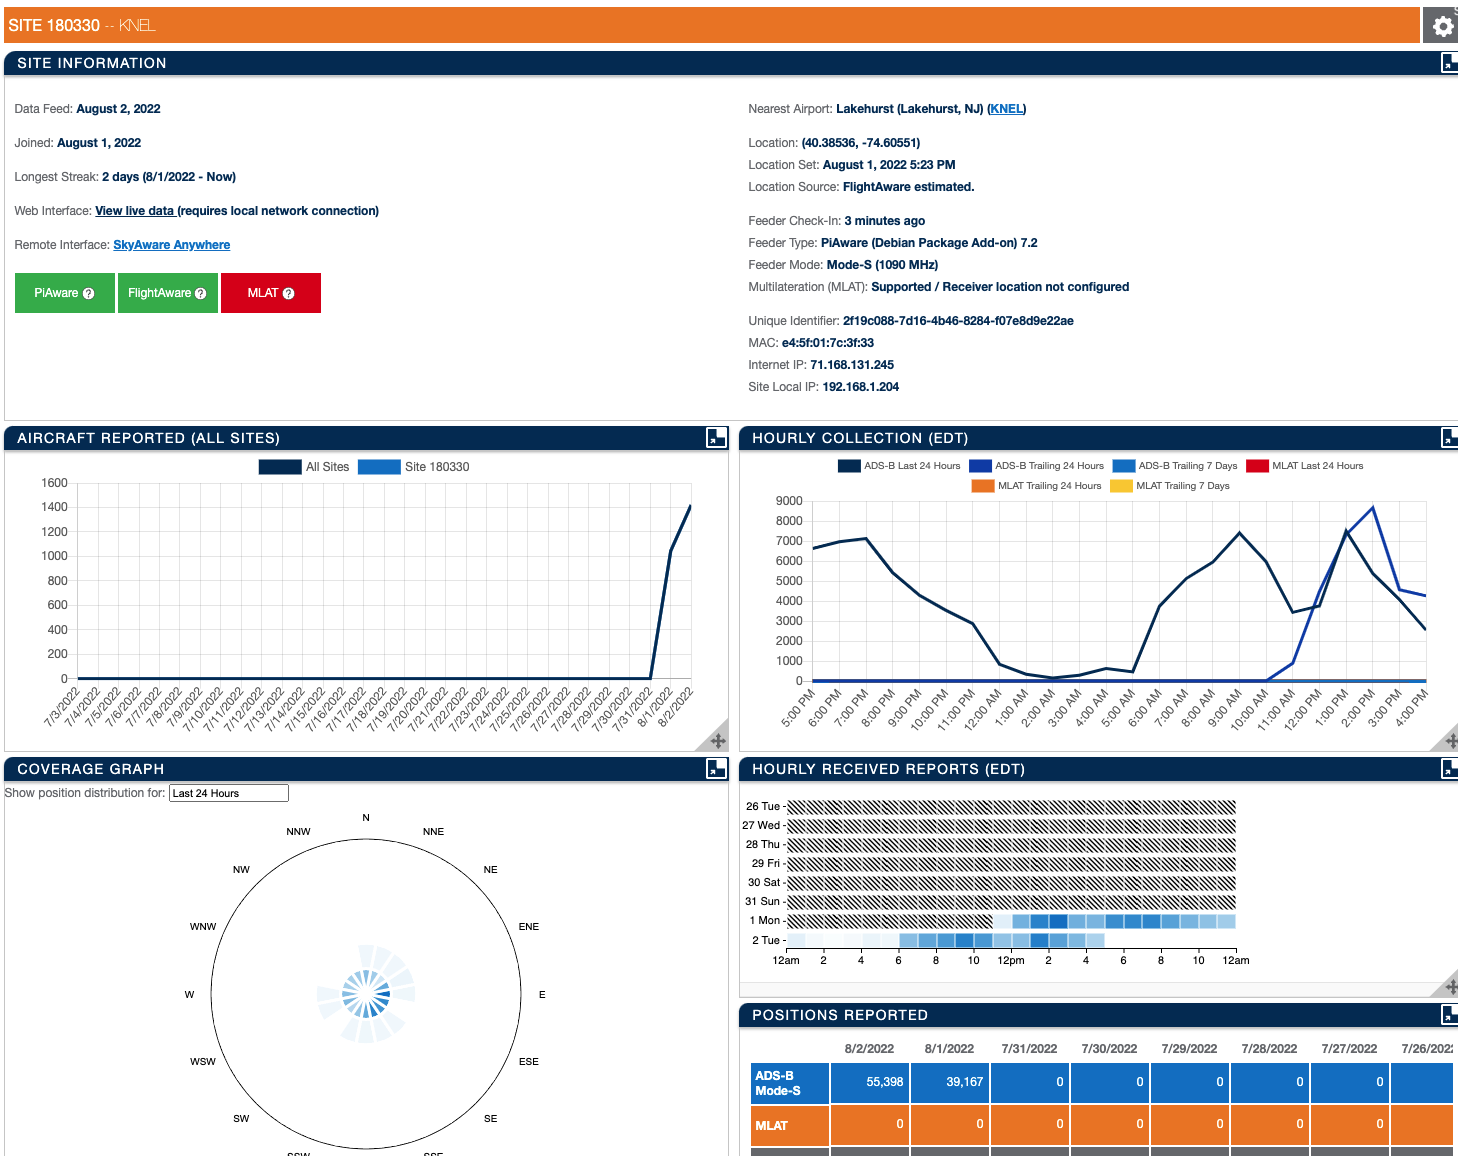 SITE 180330 -- KNEL
SITE INFORMATION
Data Feed: August 2, 2022
Joined: August 1, 2022
Longest Streak: 2 days (8/1/2022 - Now)
Web Interface: View live data (requires local network connection)
Remote Interface: SkyAware Anywhere
PiAware ?
FlightAware ?
MLAT ?
Nearest Airport: Lakehurst (Lakehurst, NJ) (KNEL)
Location: (40.38536, -74.60551)
Location Set: August 1, 2022 5:23 PM
Location Source: FlightAware estimated.
Feeder Check-In: 3 minutes ago
Feeder Type: PiAware (Debian Package Add-on) 7.2
Feeder Mode: Mode-S (1090 MHz)
Multilateration (MLAT): Supported / Receiver location not configured
Unique Identifier: 2f19c088-7d16-4b46-8284-f07e8d9e22ae
MAC: e4:5f:01:7c:3f:33
Internet IP: 71.168.131.245
Site Local IP: 192.168.1.204
AIRCRAFT REPORTED (ALL SITES)
All Sites Site 180330
1600
1400
1200
1000
800
600
400
200
0
7/3/2022 7/4/2022 7/5/2022 7/6/2022 7/7/2022 7/8/2022 7/9/2022 7/10/2022 7/11/2022 7/12/2022 7/13/2022 7/14/2022 7/15/2022 7/16/2022 7/17/2022 7/18/2022 7/19/2022 7/20/2022 7/21/2022 7/22/2022 7/23/2022 7/24/2022 7/25/2022 7/26/2022 7/27/2022 7/28/2022 7/29/2022 7/30/2022 7/31/2022 8/1/2022 8/2/2022
HOURLY COLLECTION (EDT)
ADS-B Last 24 Hours ADS-B Trailing 24 Hours ADS-B Trailing 7 Days MLAT Last 24 Hours
MLAT Trailing 24 Hours MLAT Trailing 7 Days
9000
8000
7000
6000
5000
4000
3000
2000
1000
0
5:00 PM 6:00 PM 7:00 PM 8:00 PM 9:00 PM 10:00 PM 11:00 PM 12:00 AM 1:00 AM 2:00 AM 3:00 AM 4:00 AM 5:00 AM 6:00 AM 7:00 AM 8:00 AM 9:00 AM 10:00 AM 11:00 AM 12:00 PM 1:00 PM 2:00 PM 3:00 PM 4:00 PM
COVERAGE GRAPH
Show position distribution for: Last 24 Hours
N
NNW NNE
NW NE
WNW ENE
W E
WSW ESE
SW SE
SSW SSE
HOURLY RECEIVED REPORTS (EDT)
26 Tue
27 Wed
28 Thu
29 Fri
30 Sat
31 Sun
1 Mon
2 Tue
12am 2 4 6 8 10 12pm 2 4 6 8 10 12am
POSITIONS REPORTED
8/2/2022 8/1/2022 7/31/2022 7/30/2022 7/29/2022 7/28/2022 7/27/2022 7/26/2022
ADS-B
Mode-S 55,398 39,167 0 0 0 0 0
MLAT 0 0 0 0 0 0 0